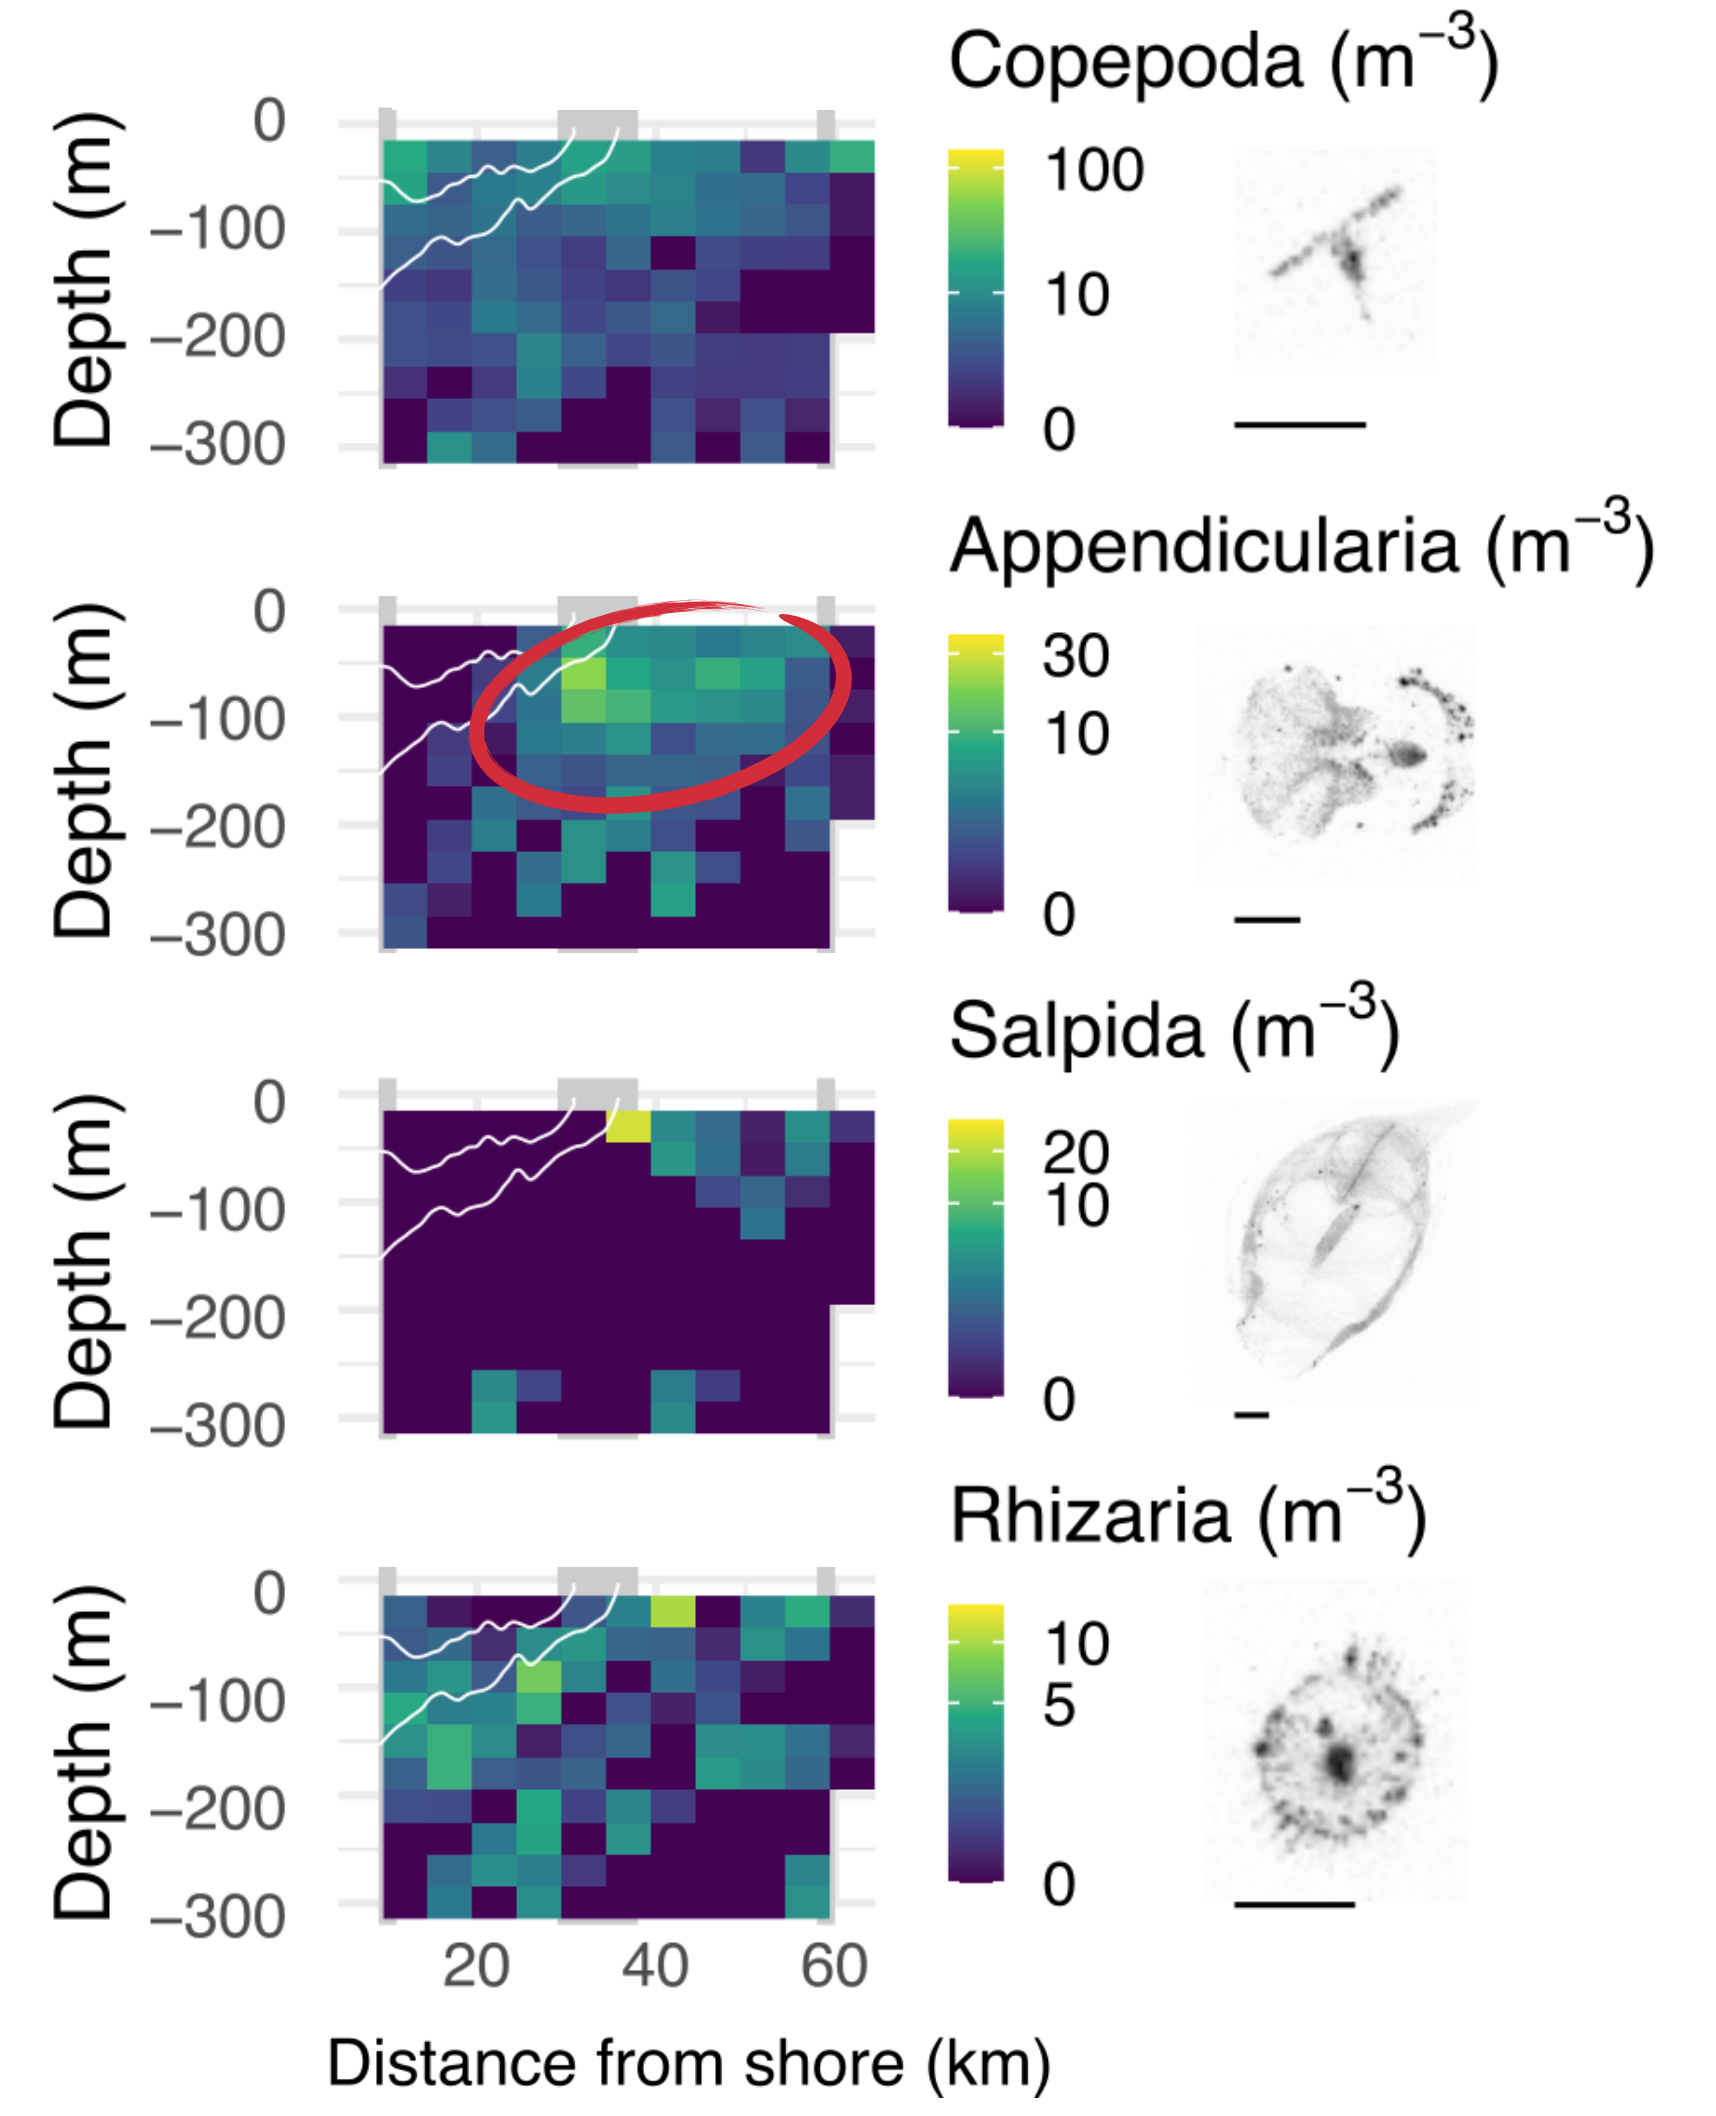 Copepoda (m⁻³)
Depth (m)
0
−100
−200
−300
100
10
0
Appendicularia (m⁻³)
Depth (m)
0
−100
−200
−300
30
10
0
Salpida (m⁻³)
Depth (m)
0
−100
−200
−300
20
10
0
Rhizaria (m⁻³)
Depth (m)
0
−100
−200
−300
10
5
0
20 40 60
Distance from shore (km)